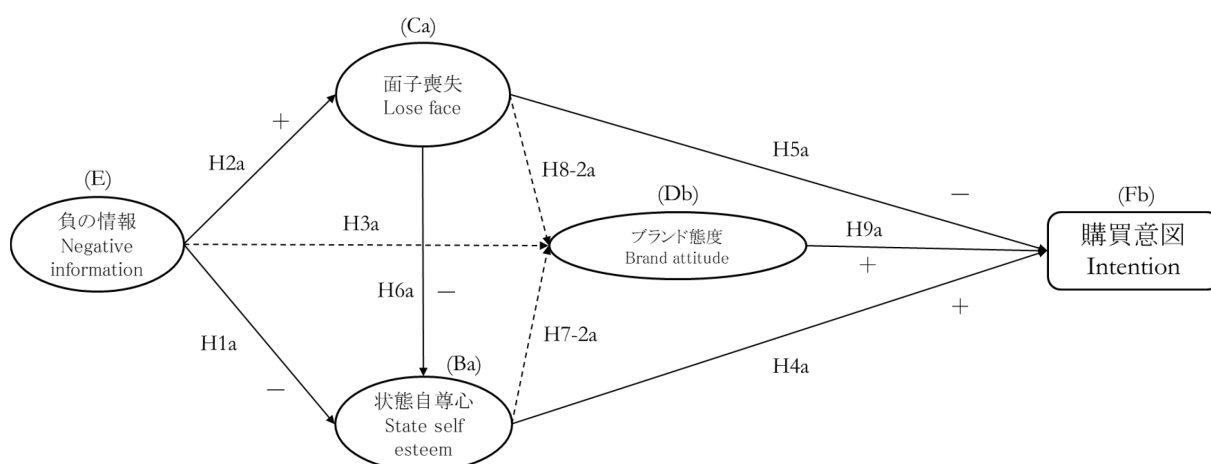 (Ca)
面子喪失
Lose face
+
H2a
H5a
H8-2a
−
(E)
負の情報
Negative
information
H3a
(Db)
ブランド態度
Brand attitude
H9a
+
(Fb)
購買意図
Intention
H6a
−
+
H1a
−
H7-2a
H4a
(Ba)
状態自尊心
State self
esteem